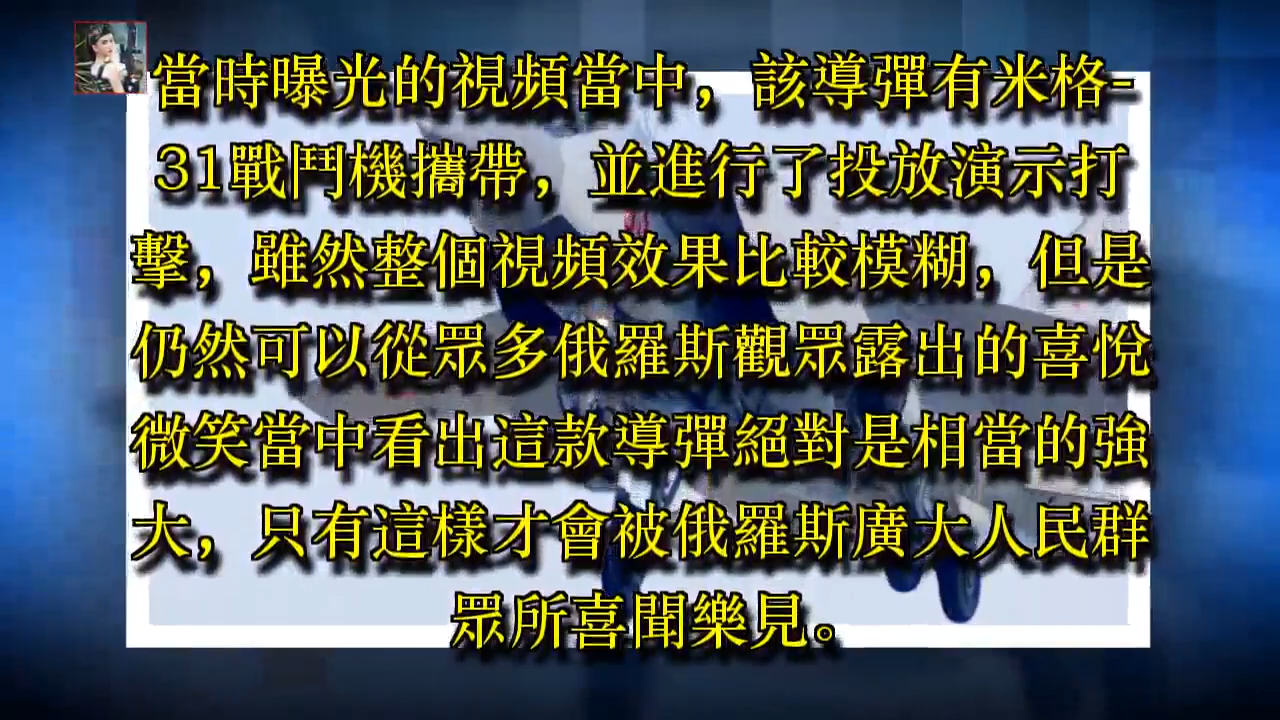 當時曝光的視頻當中，該導彈有米格-
31戰鬥機攜帶，並進行了投放演示打
擊，雖然整個視頻效果比較模糊，但是
仍然可以從眾多俄羅斯觀眾露出的喜悅
微笑當中看出這款導彈絕對是相當的強
大，只有這樣才會被俄羅斯廣大人民群
眾所喜聞樂見。